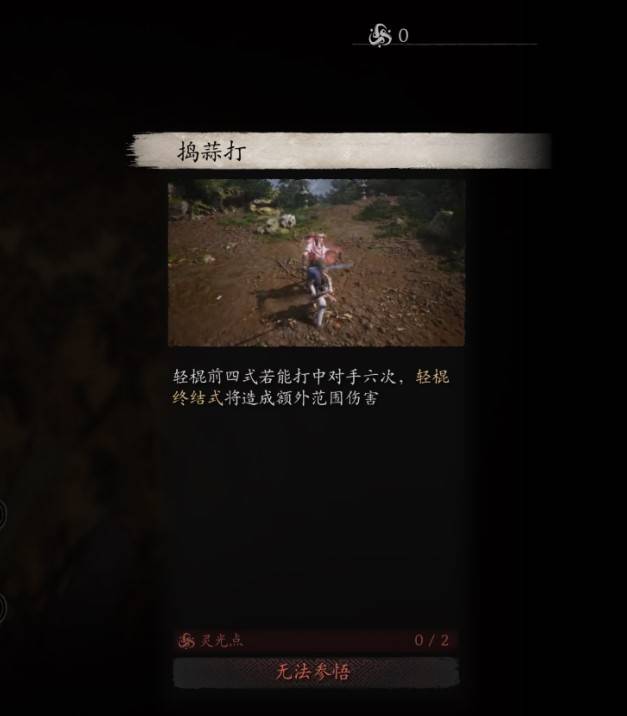 0
捣蒜打
轻棍前四式若能打中对手六次，轻棍
终结式将造成额外范围伤害
灵光点 0 / 2
无法参悟